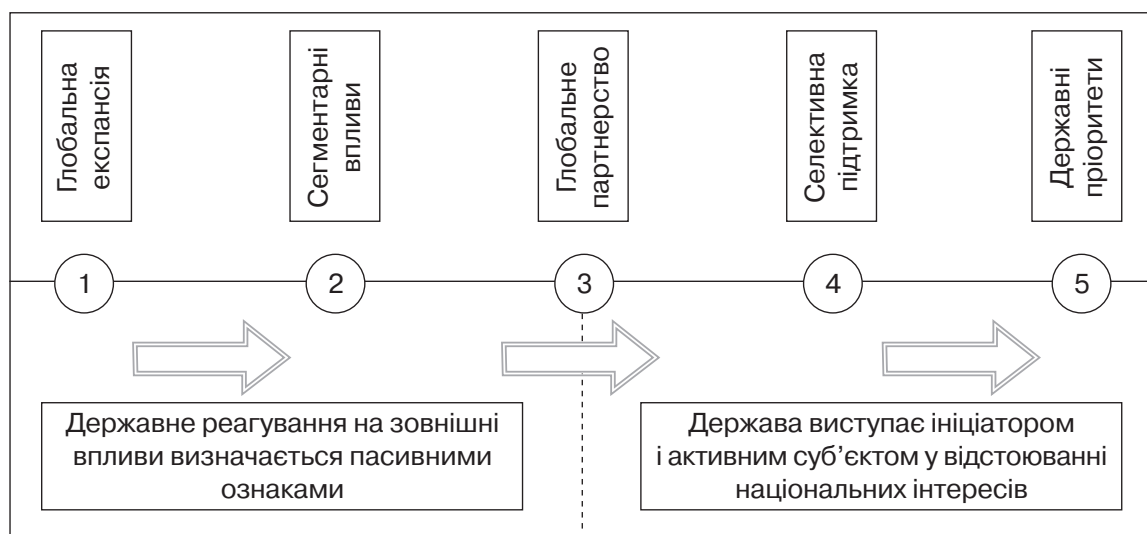 Глобальна
експансія
Сегментарні
впливи
Глобальне
партнерство
Селективна
підтримка
Державні
пріоритети
1
2
3
4
5
Державне реагування на зовнішні
впливи визначається пасивними
ознаками
Держава виступає ініціатором
і активним суб’єктом у відстоюванні
національних інтересів